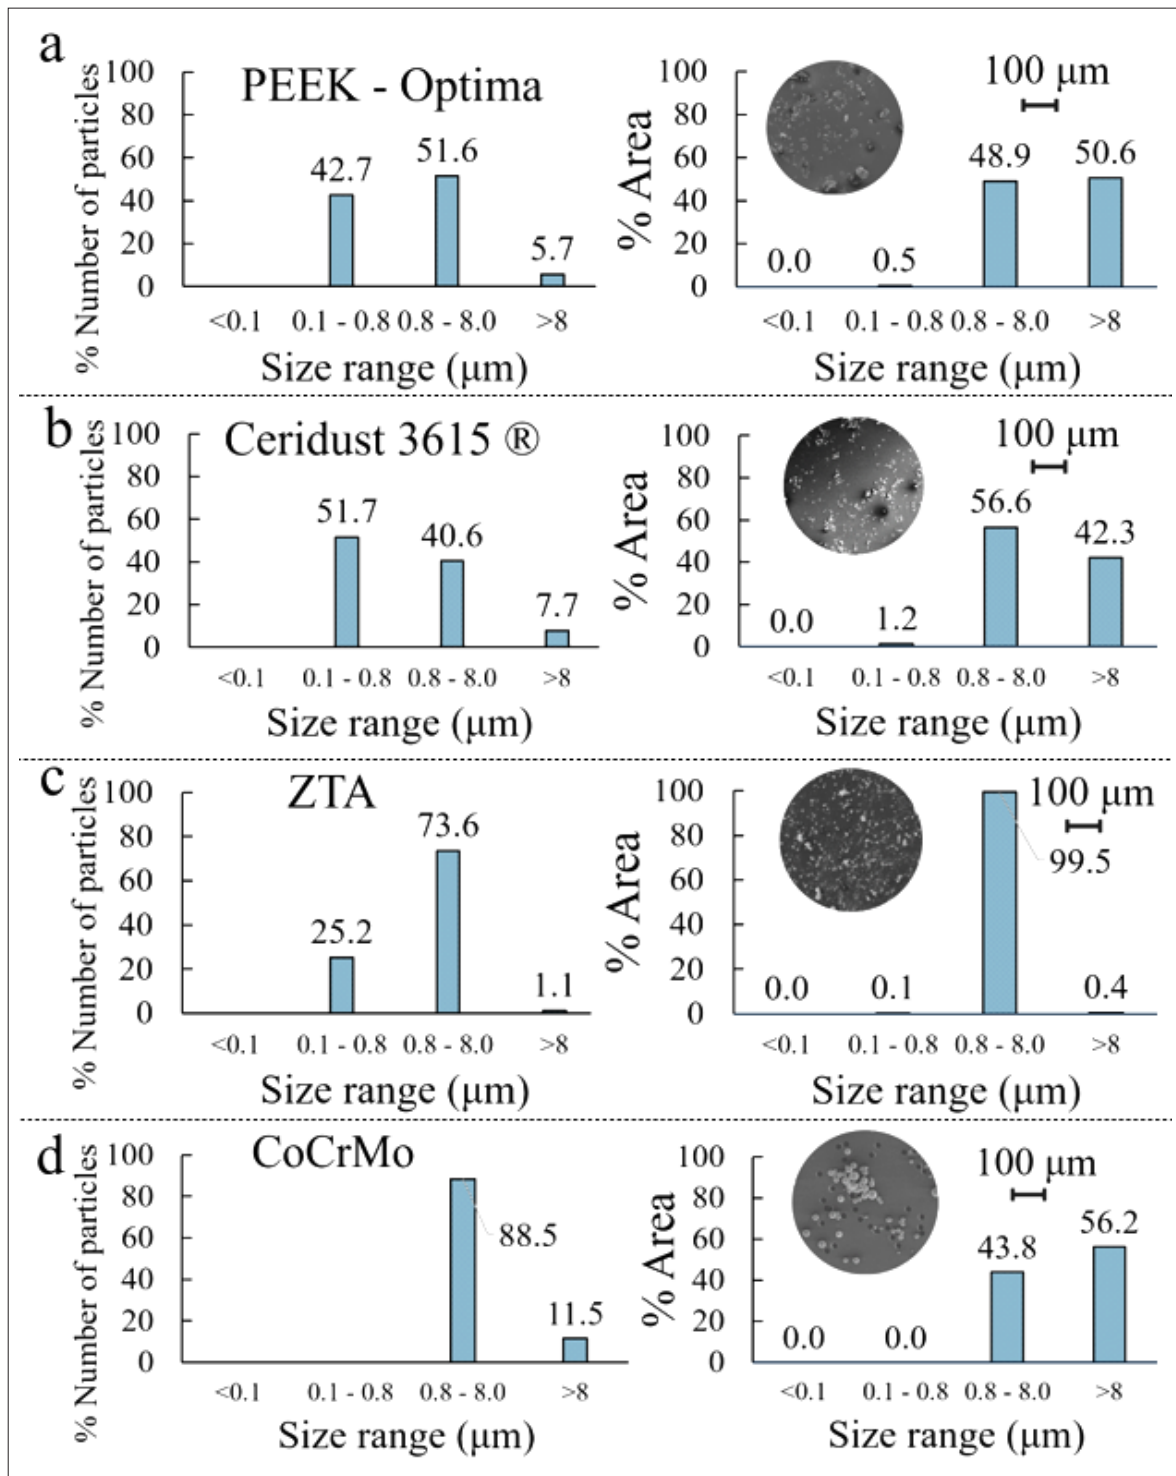 a
PEEK - Optima
% Number of particles
100
80
60
40
20
0
42.7
51.6
5.7
<0.1 0.1 - 0.8 0.8 - 8.0 >8
Size range (μm)
% Area
100
80
60
40
20
0
100 μm
0.0
0.5
48.9
50.6
<0.1 0.1 - 0.8 0.8 - 8.0 >8
Size range (μm)
b
Ceridust 3615 ®
% Number of particles
100
80
60
40
20
0
51.7
40.6
7.7
<0.1 0.1 - 0.8 0.8 - 8.0 >8
Size range (μm)
% Area
100
80
60
40
20
0
100 μm
0.0
1.2
56.6
42.3
<0.1 0.1 - 0.8 0.8 - 8.0 >8
Size range (μm)
c
ZTA
% Number of particles
100
80
60
40
20
0
25.2
73.6
1.1
<0.1 0.1 - 0.8 0.8 - 8.0 >8
Size range (μm)
% Area
100
80
60
40
20
0
100 μm
0.0
0.1
99.5
0.4
<0.1 0.1 - 0.8 0.8 - 8.0 >8
Size range (μm)
d
CoCrMo
% Number of particles
100
80
60
40
20
0
88.5
11.5
<0.1 0.1 - 0.8 0.8 - 8.0 >8
Size range (μm)
% Area
100
80
60
40
20
0
100 μm
0.0
0.0
43.8
56.2
<0.1 0.1 - 0.8 0.8 - 8.0 >8
Size range (μm)